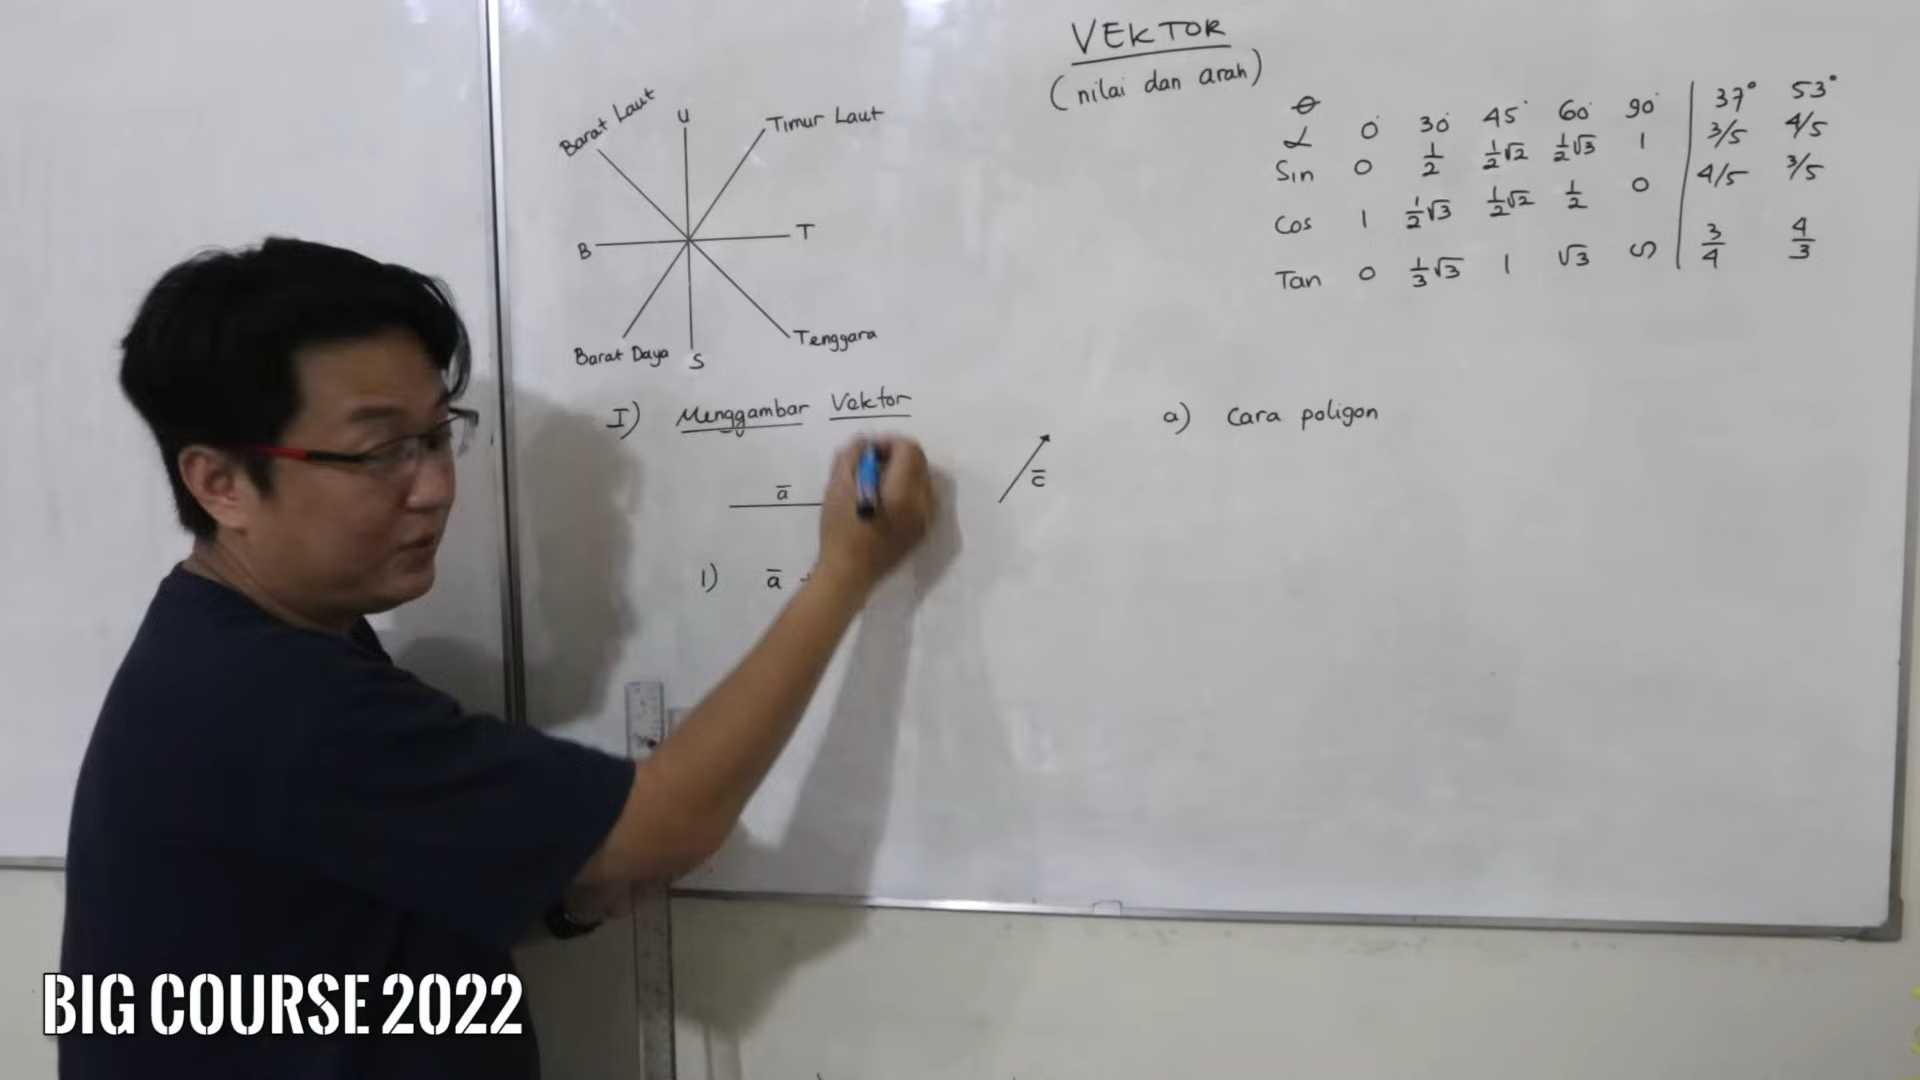 VEKTOR
(nilai dan arah)
Barat Laut
U
Timur Laut
B
T
Barat Daya
S
Tenggara
θ
α 0° 30° 45° 60° 90° 37° 53°
Sin 0 1/2 1/2√2 1/2√3 1 3/5 4/5
Cos 1 1/2√3 1/2√2 1/2 0 4/5 3/5
Tan 0 1/3√3 1 √3 ∽ 3/4 4/3
I) Menggambar Vektor
a) Cara poligon
a̅
c̅
1) a̅
BIG COURSE 2022